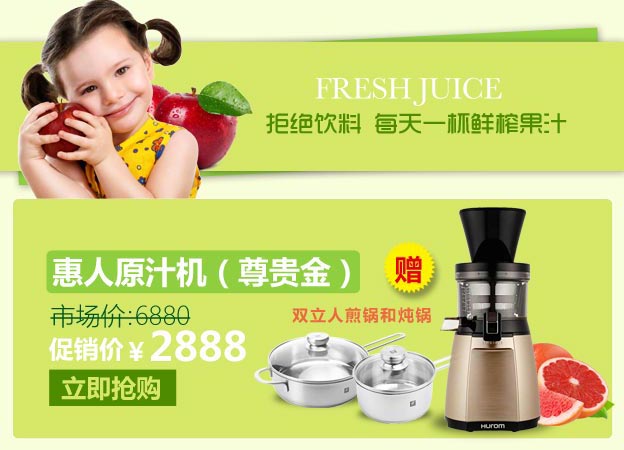 FRESH JUICE
拒绝饮料 每天一杯鲜榨果汁
惠人原汁机（尊贵金）
赠
市场价:6880
双立人煎锅和炖锅
促销价￥2888
立即抢购
HUROM